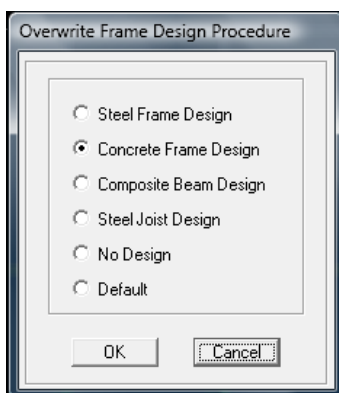 Overwrite Frame Design Procedure
Steel Frame Design
Concrete Frame Design
Composite Beam Design
Steel Joist Design
No Design
Default
OK Cancel